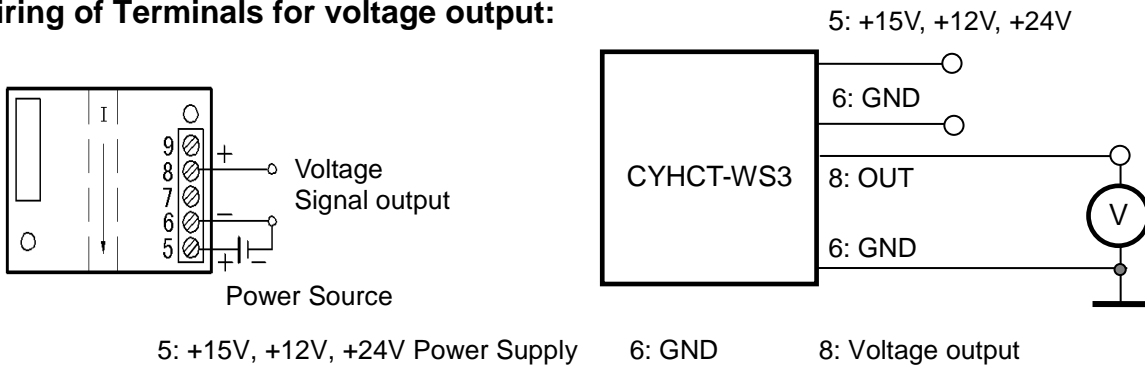 iring of Terminals for voltage output:
I
9
8
7
6
5
+
−
+
−
Voltage
Signal output
Power Source
5: +15V, +12V, +24V
6: GND
CYHCT-WS3
8: OUT
V
6: GND
5: +15V, +12V, +24V Power Supply 6: GND 8: Voltage output